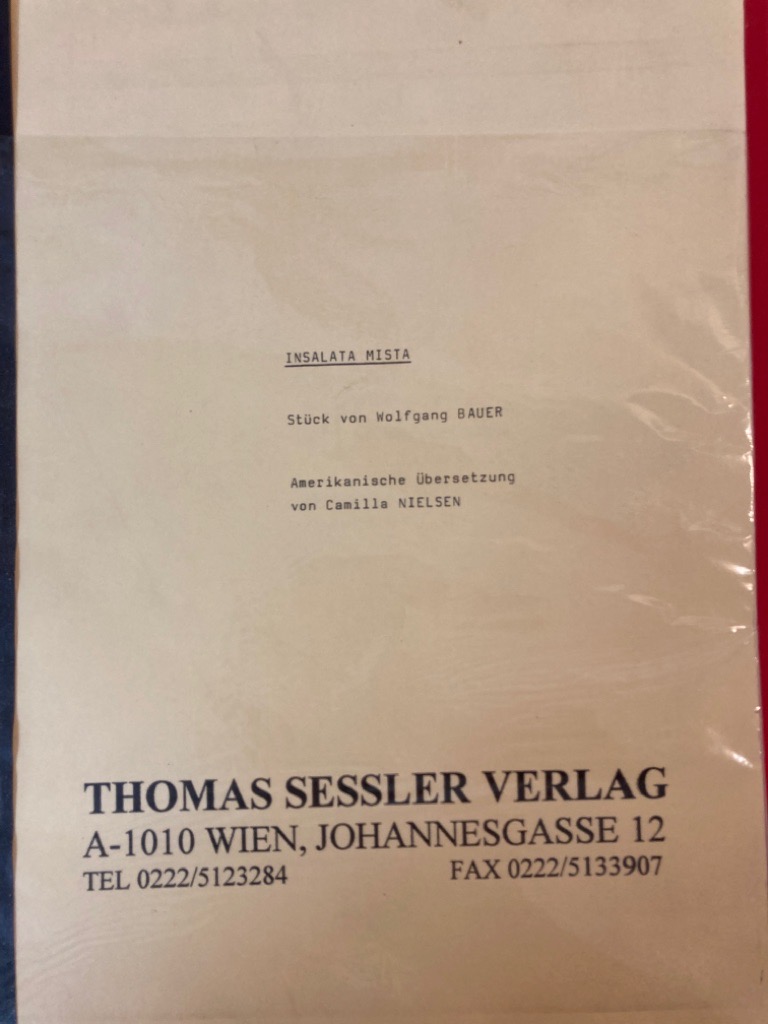 INSALATA MISTA
Stück von Wolfgang BAUER
Amerikanische Übersetzung
von Camilla NIELSEN
THOMAS SESSLER VERLAG
A-1010 WIEN, JOHANNESGASSE 12
TEL 0222/5123284 FAX 0222/5133907